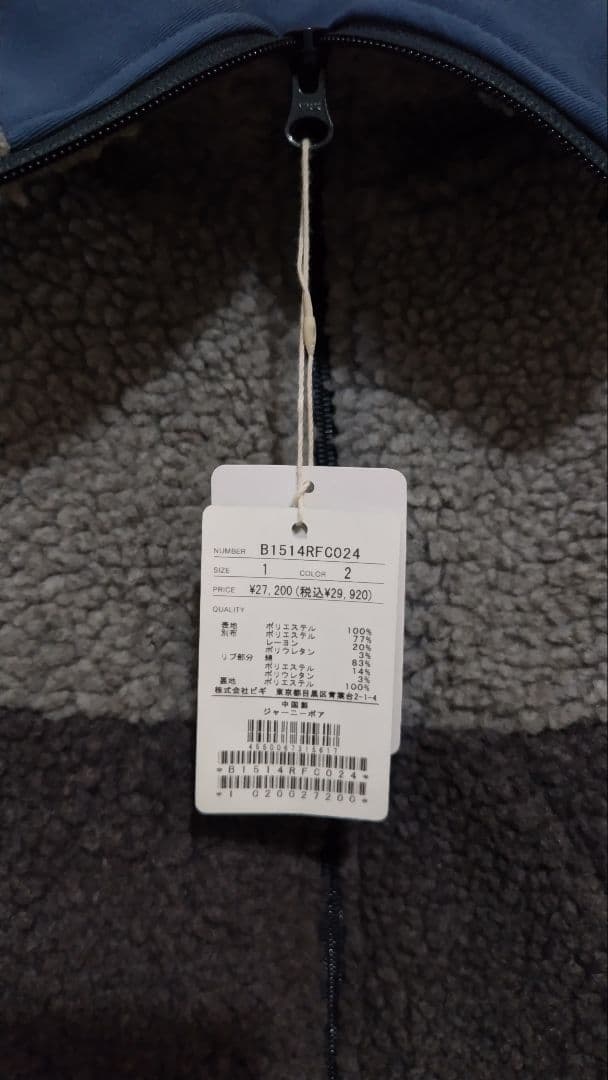 NUMBER B1514RFC024
SIZE 1 COLOR 2
PRICE ¥27,200(税込¥29,920)
QUALITY
表地 ポリエステル 100%
別布 ポリエステル 77%
レーヨン 20%
ポリウレタン 3%
リブ部分 綿 83%
ポリエステル 14%
ポリウレタン 3%
裏地 ポリエステル 100%
株式会社ビギ 東京都目黒区青葉台2-1-4
中国製
ジャーニーボア
*B1514RFC024*
*1 020027200*